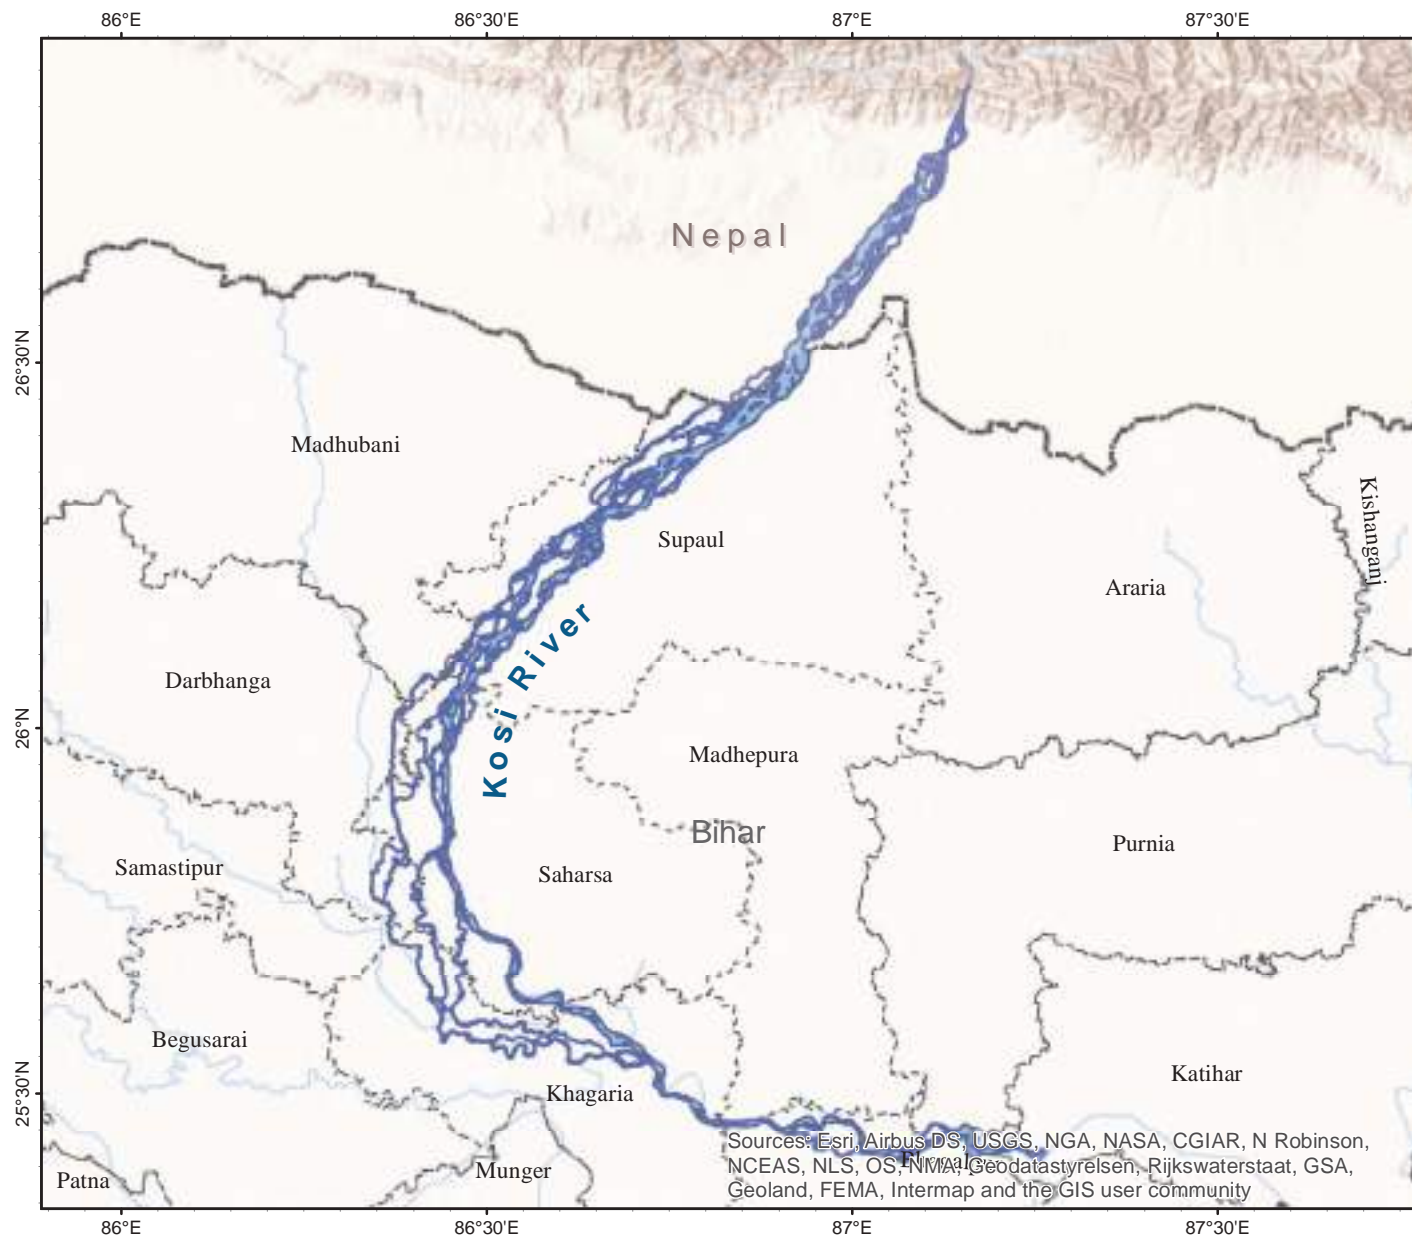 86°E
86°30'E
87°E
87°30'E
Nepal
26°30'N
Madhubani
Kishanganj
Supaul
Araria
Kosi River
Darbhanga
26°N
Madhepura
Bihar
Purnia
Samastipur
Saharsa
Begusarai
Katihar
25°30'N
Khagaria
Sources: Esri, Airbus DS, USGS, NGA, NASA, CGIAR, N Robinson,
NCEAS, NLS, OS, NMA, Geodatastyrelsen, Rijkswaterstaat, GSA,
Geoland, FEMA, Intermap and the GIS user community
Munger
Patna
86°E
86°30'E
87°E
87°30'E